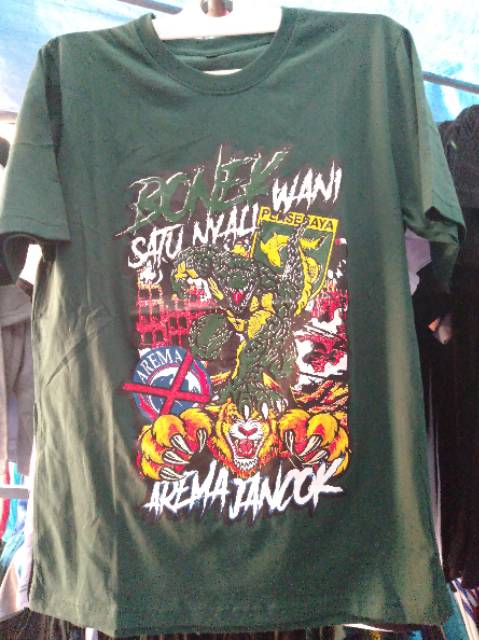 BONEK WANI
SATU NYALI
PERSEBAYA
AREMA
AREMA JANCOK